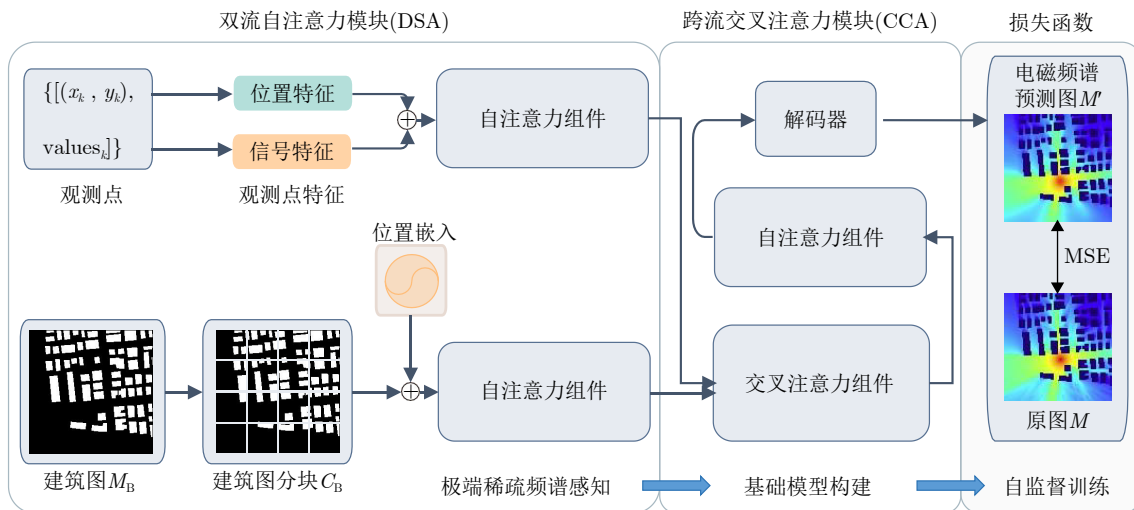 双流自注意力模块(DSA)
跨流交叉注意力模块(CCA)
损失函数
{[(xₖ , yₖ),
valuesₖ]}
观测点
位置特征
信号特征
观测点特征
自注意力组件
位置嵌入
建筑图M_B
建筑图分块C_B
自注意力组件
极端稀疏频谱感知
解码器
自注意力组件
交叉注意力组件
基础模型构建
电磁频谱
预测图M′
MSE
原图M
自监督训练